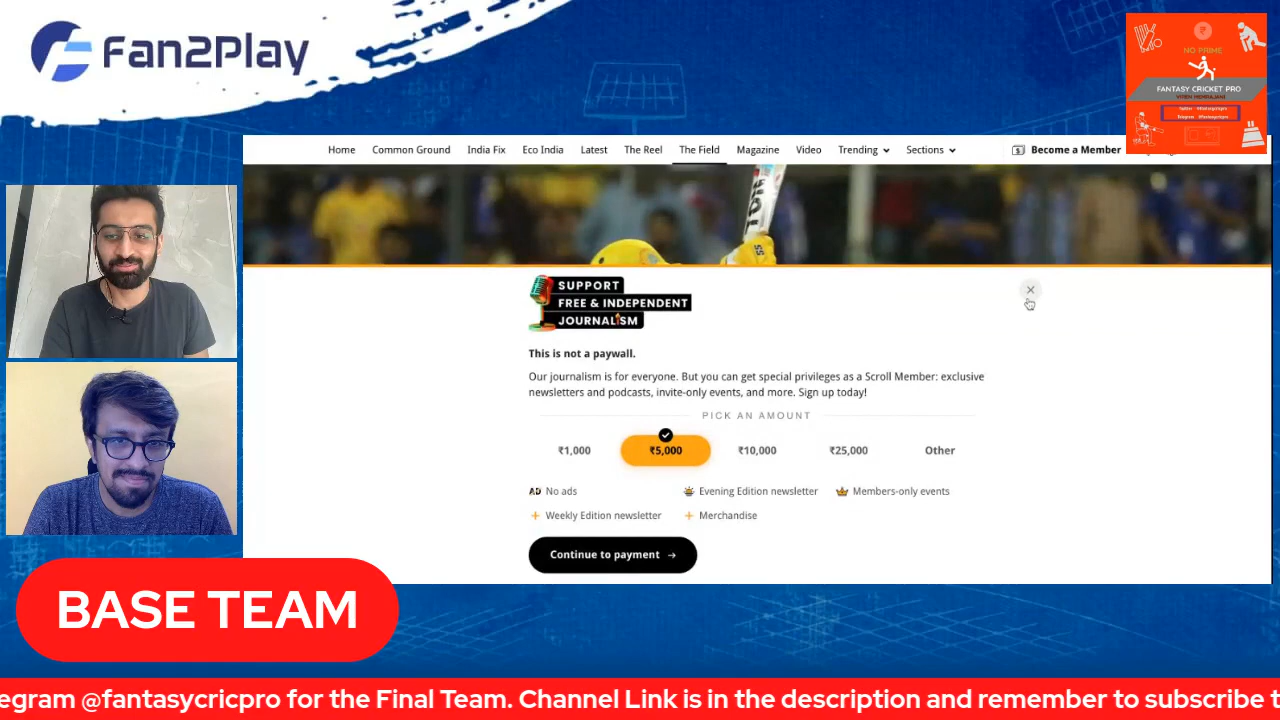 Fan2Play
NO PRIME
FANTASY CRICKET PRO
Home Common Ground India Fix Eco India Latest The Reel The Field Magazine Video Trending Sections Become a Member
SS
SUPPORT
FREE & INDEPENDENT
JOURNALISM
This is not a paywall.
Our journalism is for everyone. But you can get special privileges as a Scroll Member: exclusive
newsletters and podcasts, invite-only events, and more. Sign up today!
PICK AN AMOUNT
₹1,000 ₹5,000 ₹10,000 ₹25,000 Other
AD No ads Evening Edition newsletter Members-only events
Weekly Edition newsletter Merchandise
Continue to payment →
BASE TEAM
egram @fantasycricpro for the Final Team. Channel Link is in the description and remember to subscribe t